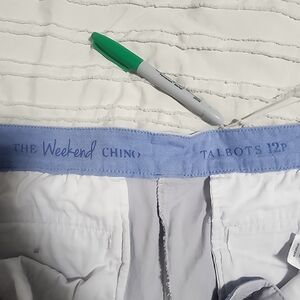 THE Weekend CHINO TALBOTS 12P